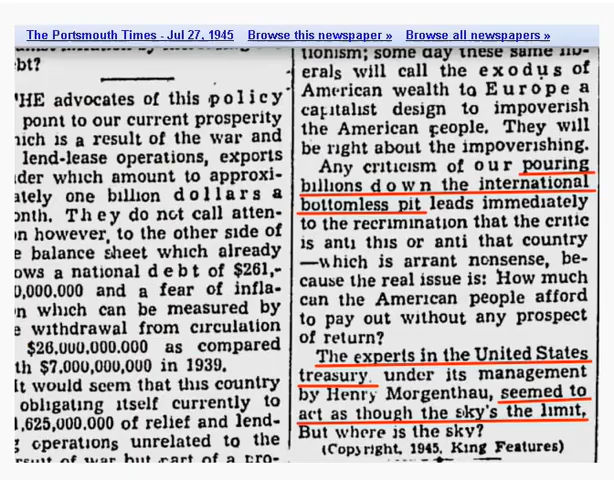 The Portsmouth Times - Jul 27, 1945 Browse this newspaper » Browse all newspapers »
bt?
HE advocates of this policy
point to our current prosperity
ich is a result of the war and
lend-lease operations, exports
der which amount to approxi-
ately one billion dollars a
onth. They do not call atten-
n however, to the other side of
e balance sheet which already
ows a national debt of $261,-
0,000.000 and a fear of infla-
n which can be measured by
e withdrawal from circulation
$26,000,000.000 as compared
th $7,000,000,000 in 1939.
It would seem that this country
obligating itself currently to
1,625,000,000 of relief and lend-
g operations unrelated to the
of war but part of a pro-
tionism; some day these same lib-
erals will call the exodus of
American wealth to Europe a
capitalist design to impoverish
the American people. They will
be right about the impoverishing.
Any criticism of our pouring
billions down the international
bottomless pit leads immediately
to the recrimination that the critic
is anti this or anti that country
—which is arrant nonsense, be-
cause the real issue is: How much
can the American people afford
to pay out without any prospect
of return?
The experts in the United States
treasury, under its management
by Henry Morgenthau, seemed to
act as though the sky's the limit,
But where is the sky?
(Copyright, 1945, King Features)